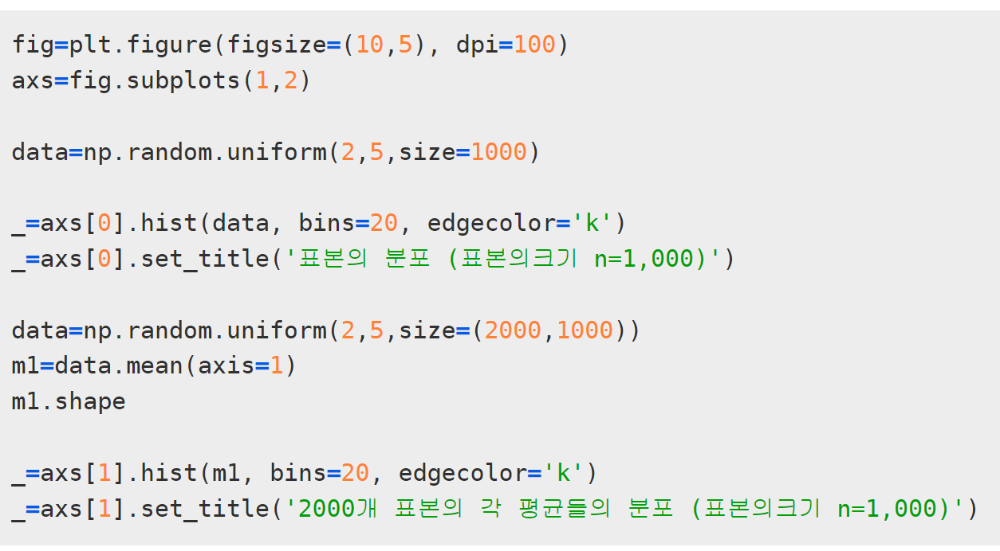 fig=plt.figure(figsize=(10,5), dpi=100)
axs=fig.subplots(1,2)
data=np.random.uniform(2,5,size=1000)
_=axs[0].hist(data, bins=20, edgecolor='k')
_=axs[0].set_title('표본의 분포 (표본의크기 n=1,000)')
data=np.random.uniform(2,5,size=(2000,1000))
m1=data.mean(axis=1)
m1.shape
_=axs[1].hist(m1, bins=20, edgecolor='k')
_=axs[1].set_title('2000개 표본의 각 평균들의 분포 (표본의크기 n=1,000)')